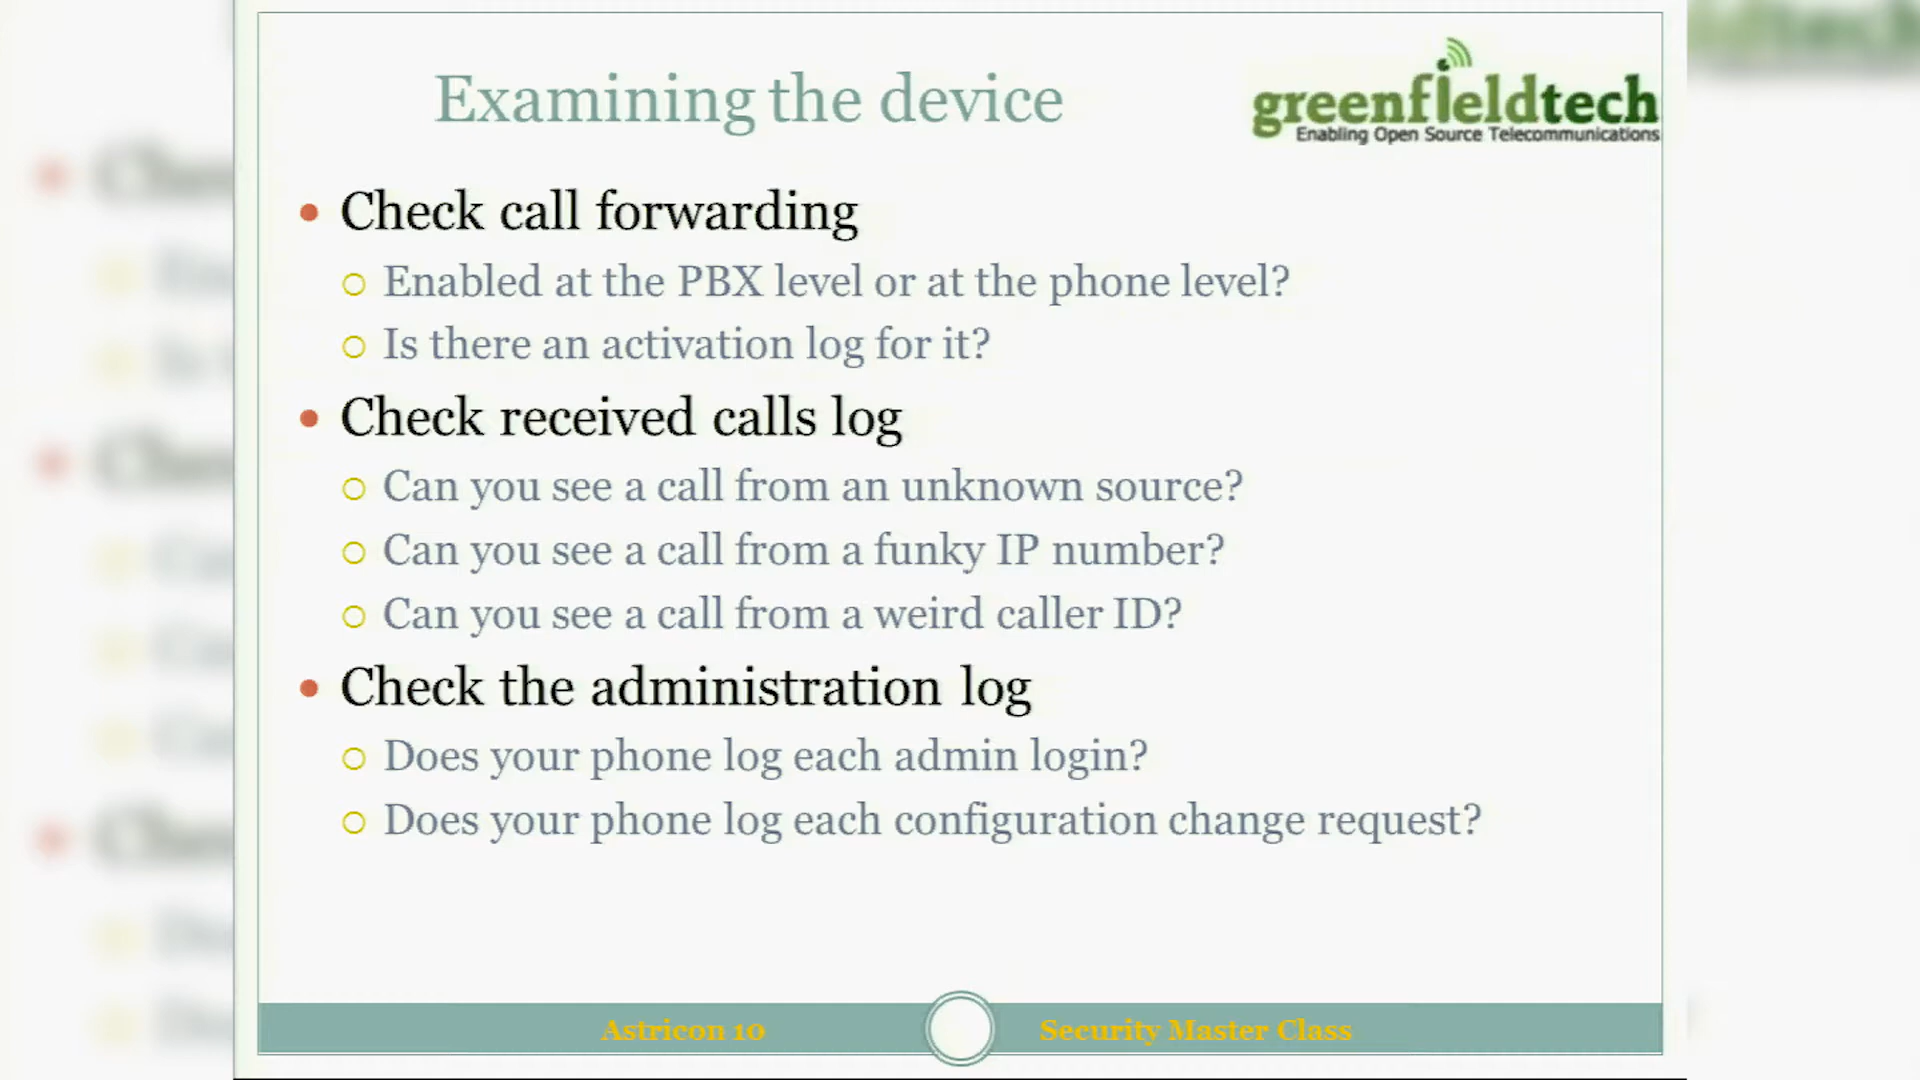 Examining the device
greenfieldtech
Enabling Open Source Telecommunications
Check call forwarding
Enabled at the PBX level or at the phone level?
Is there an activation log for it?
Check received calls log
Can you see a call from an unknown source?
Can you see a call from a funky IP number?
Can you see a call from a weird caller ID?
Check the administration log
Does your phone log each admin login?
Does your phone log each configuration change request?
Astricon 10
Security Master Class